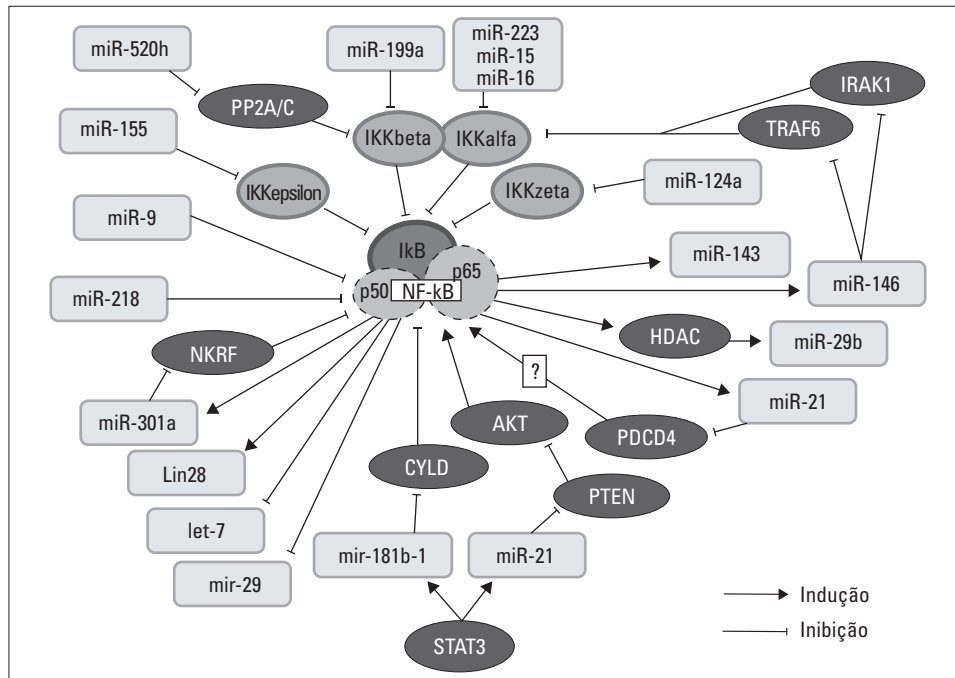 miR-520h
miR-199a
miR-223
miR-15
miR-16
IRAK1
PP2A/C
TRAF6
miR-155
IKKbeta
IKKalfa
IKKepsilon
IKKzeta
miR-124a
miR-9
IkB
p65
miR-143
p50
NF-kB
miR-146
miR-218
HDAC
miR-29b
NKRF
?
miR-21
miR-301a
AKT
PDCD4
Lin28
CYLD
PTEN
let-7
mir-181b-1
miR-21
mir-29
Indução
Inibição
STAT3